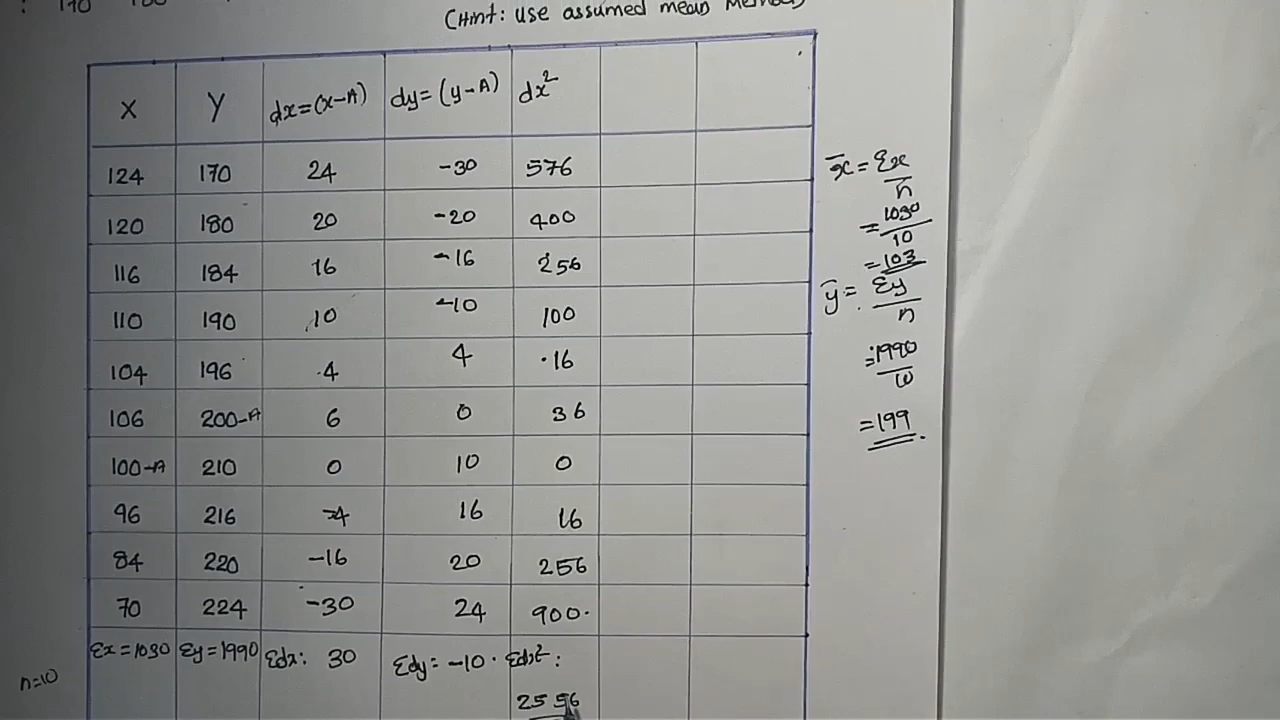 : 170
(Hint: use assumed mean Method)
X Y dx=(x-A) dy=(y-A) dx²
124 170 24 -30 576
120 180 20 -20 400
116 184 16 -16 256
110 190 10 -10 100
104 196 4 4 16
106 200-A 6 0 36
100-A 210 0 10 0
96 216 -4 16 16
84 220 -16 20 256
70 224 -30 24 900
Σx=1030 Σy=1990 Σdx: 30 Σdy= -10 Σdx²:
2556
n=10
x̄ = Σx
n
= 1030
10
= 103
ȳ = Σy
n
= 1990
10
= 199